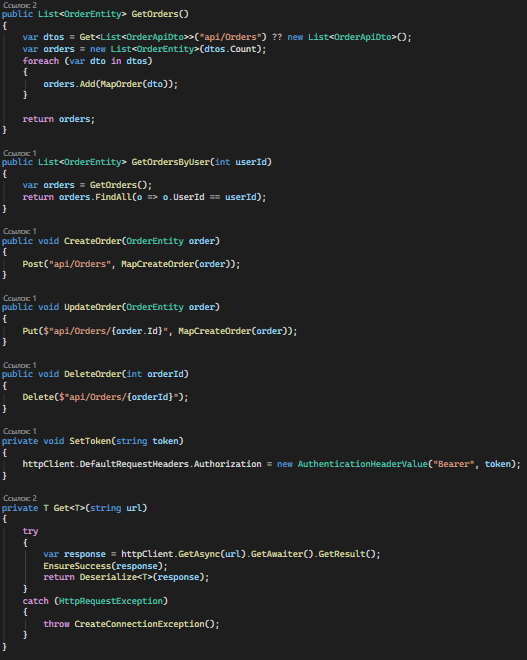 Ссылок: 2
public List<OrderEntity> GetOrders()
{
var dtos = Get<List<OrderApiDto>>("api/Orders") ?? new List<OrderApiDto>();
var orders = new List<OrderEntity>(dtos.Count);
foreach (var dto in dtos)
{
orders.Add(MapOrder(dto));
}
return orders;
}
Ссылок: 1
public List<OrderEntity> GetOrdersByUser(int userId)
{
var orders = GetOrders();
return orders.FindAll(o => o.UserId == userId);
}
Ссылок: 1
public void CreateOrder(OrderEntity order)
{
Post("api/Orders", MapCreateOrder(order));
}
Ссылок: 1
public void UpdateOrder(OrderEntity order)
{
Put($"api/Orders/{order.Id}", MapCreateOrder(order));
}
Ссылок: 1
public void DeleteOrder(int orderId)
{
Delete($"api/Orders/{orderId}");
}
Ссылок: 1
private void SetToken(string token)
{
httpClient.DefaultRequestHeaders.Authorization = new AuthenticationHeaderValue("Bearer", token);
}
Ссылок: 2
private T Get<T>(string url)
{
try
{
var response = httpClient.GetAsync(url).GetAwaiter().GetResult();
EnsureSuccess(response);
return Deserialize<T>(response);
}
catch (HttpRequestException)
{
throw CreateConnectionException();
}
}